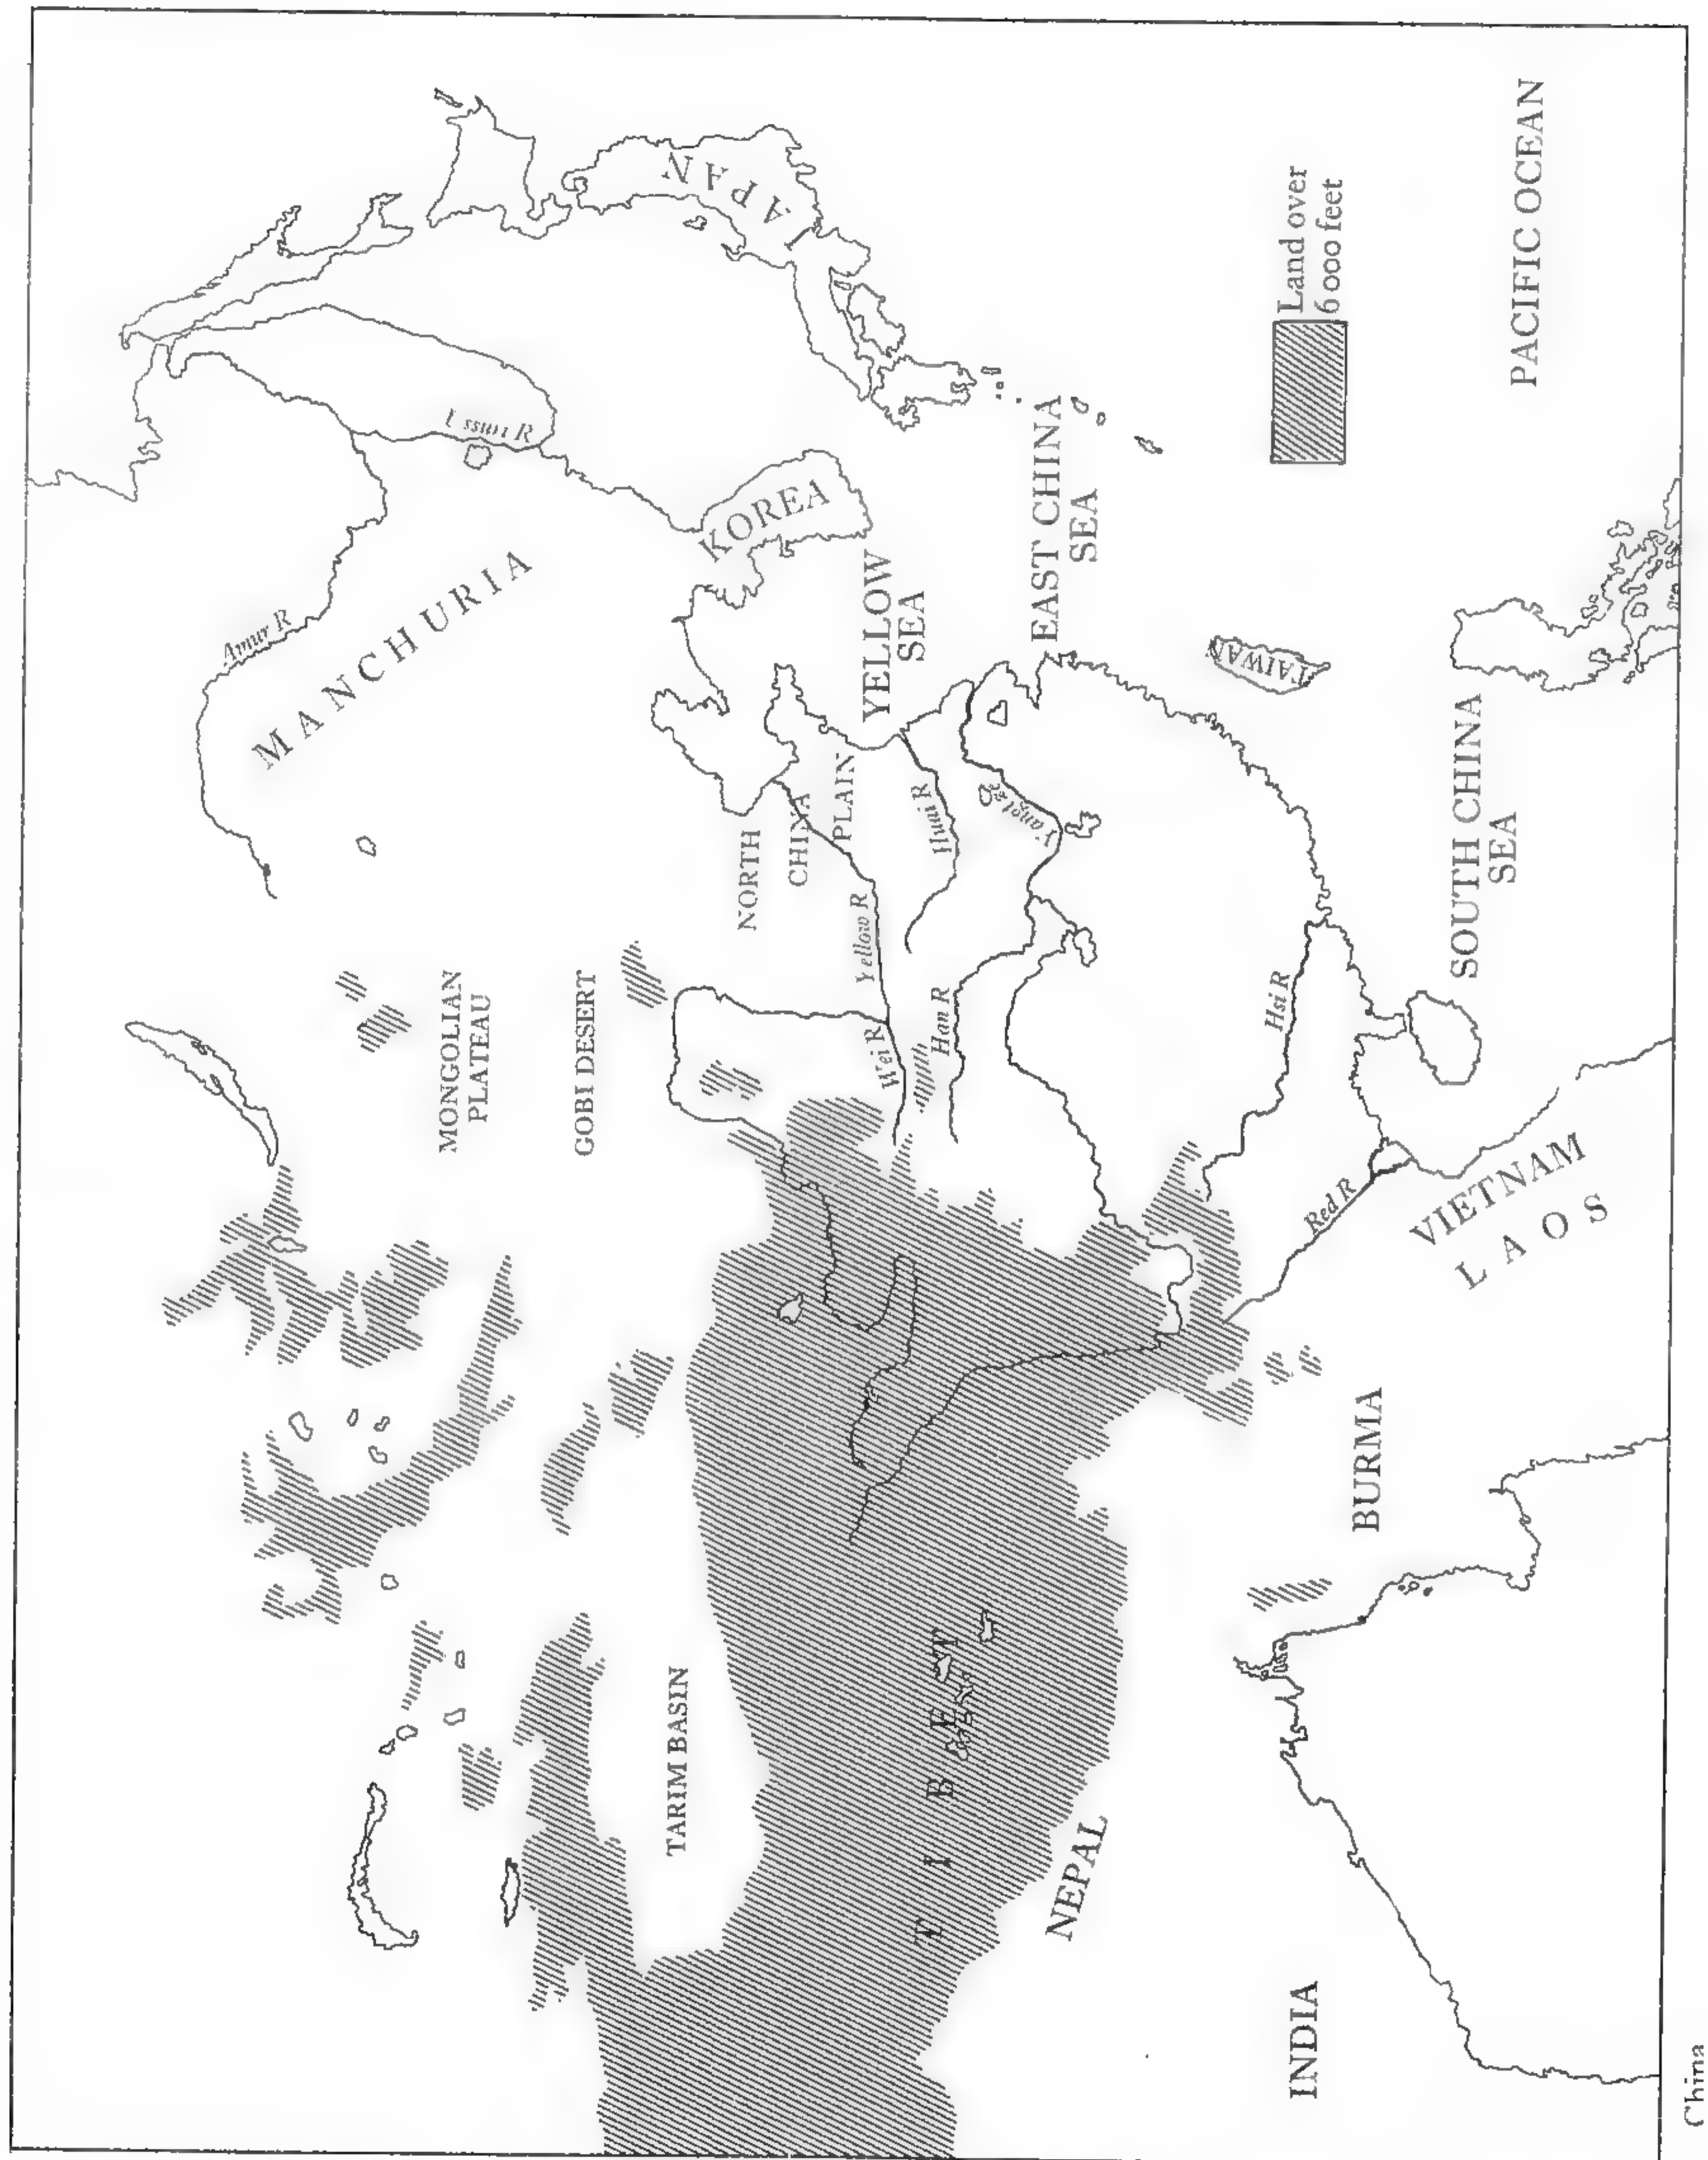 Amur R
Ussuri R
MANCHURIA
JAPAN
KOREA
MONGOLIAN
PLATEAU
GOBI DESERT
NORTH
CHINA
PLAIN
YELLOW
SEA
Yellow R
Wei R
Huai R
Han R
Yangtze
EAST CHINA
SEA
TARIM BASIN
TIBET
NEPAL
INDIA
BURMA
Hsi R
Red R
VIETNAM
LAOS
TAIWAN
SOUTH CHINA
SEA
Land over
6 000 feet
PACIFIC OCEAN
China